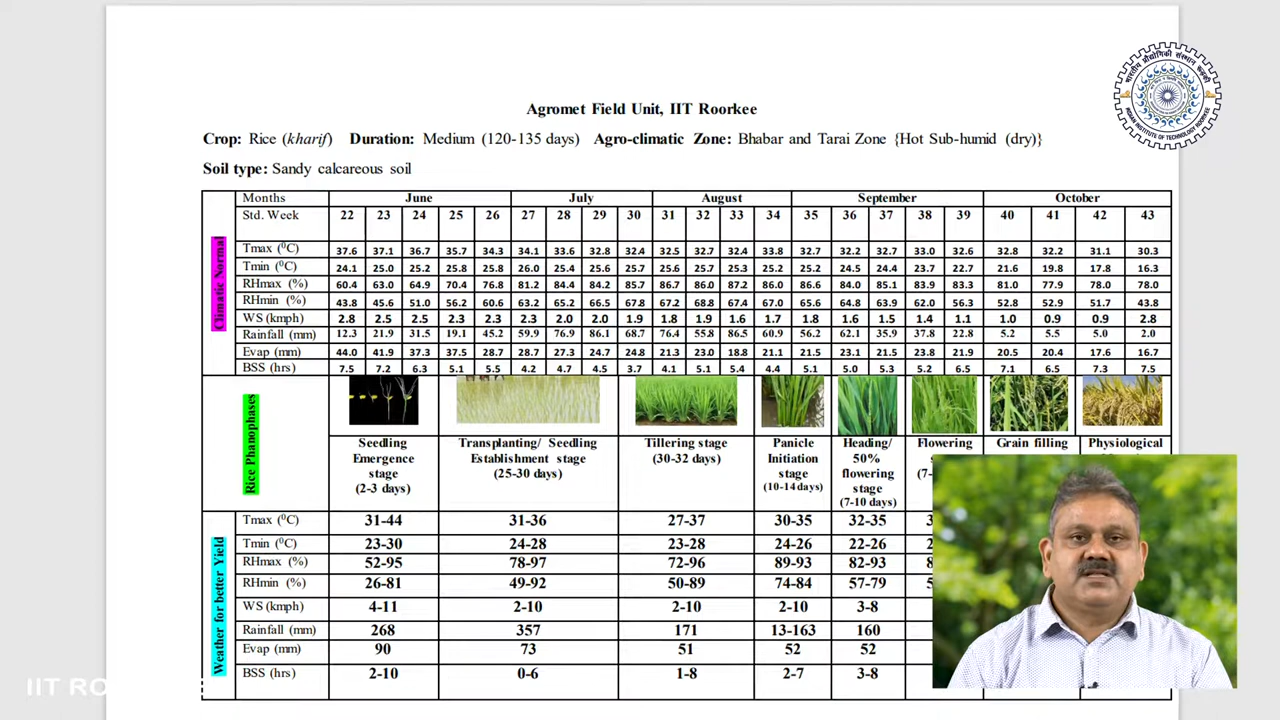 Agromet Field Unit, IIT Roorkee
Crop: Rice (kharif) Duration: Medium (120-135 days) Agro-climatic Zone: Bhabar and Tarai Zone {Hot Sub-humid (dry)}
Soil type: Sandy calcareous soil
Months June July August September October
Std. Week 22 23 24 25 26 27 28 29 30 31 32 33 34 35 36 37 38 39 40 41 42 43
Climatic Normal
Tmax (⁰C) 37.6 37.1 36.7 35.7 34.3 34.1 33.6 32.8 32.4 32.5 32.7 32.4 33.8 32.7 32.2 32.7 33.0 32.6 32.8 32.2 31.1 30.3
Tmin (⁰C) 24.1 25.0 25.2 25.8 25.8 26.0 25.4 25.6 25.7 25.6 25.7 25.3 25.2 25.2 24.5 24.4 23.7 22.7 21.6 19.8 17.8 16.3
RHmax (%) 60.4 63.0 64.9 70.4 76.8 81.2 84.4 84.2 85.7 86.7 86.0 87.2 86.0 86.6 84.0 85.1 83.9 83.3 81.0 77.9 78.0 78.0
RHmin (%) 43.8 45.6 51.0 56.2 60.6 63.2 65.2 66.5 67.8 67.2 68.8 67.4 67.0 65.6 64.8 63.9 62.0 56.3 52.8 52.9 51.7 43.8
WS (kmph) 2.8 2.5 2.5 2.3 2.3 2.3 2.0 2.0 1.9 1.8 1.9 1.6 1.7 1.8 1.6 1.5 1.4 1.1 1.0 0.9 0.9 2.8
Rainfall (mm) 12.3 21.9 31.5 19.1 45.2 59.9 76.9 86.1 68.7 76.4 55.8 86.5 60.9 56.2 62.1 35.9 37.8 22.8 5.2 5.5 5.0 2.0
Evap (mm) 44.0 41.9 37.3 37.5 28.7 28.7 27.3 24.7 24.8 21.3 23.0 18.8 21.1 21.5 23.1 21.5 23.8 21.9 20.5 20.4 17.6 16.7
BSS (hrs) 7.5 7.2 6.3 5.1 5.5 4.2 4.7 4.5 3.7 4.1 5.1 5.4 4.4 5.1 5.0 5.3 5.2 6.5 7.1 6.5 7.3 7.5
Rice Phanophases
Seedling Transplanting/ Seedling Tillering stage Panicle Heading/ Flowering Grain filling Physiological
Emergence Establishment stage (30-32 days) Initiation 50%
stage (25-30 days) stage flowering
(2-3 days) (10-14 days) stage
(7-10 days)
Weather for better Yield
Tmax (⁰C) 31-44 31-36 27-37 30-35 32-35
Tmin (⁰C) 23-30 24-28 23-28 24-26 22-26
RHmax (%) 52-95 78-97 72-96 89-93 82-93
RHmin (%) 26-81 49-92 50-89 74-84 57-79
WS (kmph) 4-11 2-10 2-10 2-10 3-8
Rainfall (mm) 268 357 171 13-163 160
Evap (mm) 90 73 51 52 52
BSS (hrs) 2-10 0-6 1-8 2-7 3-8
IIT RO